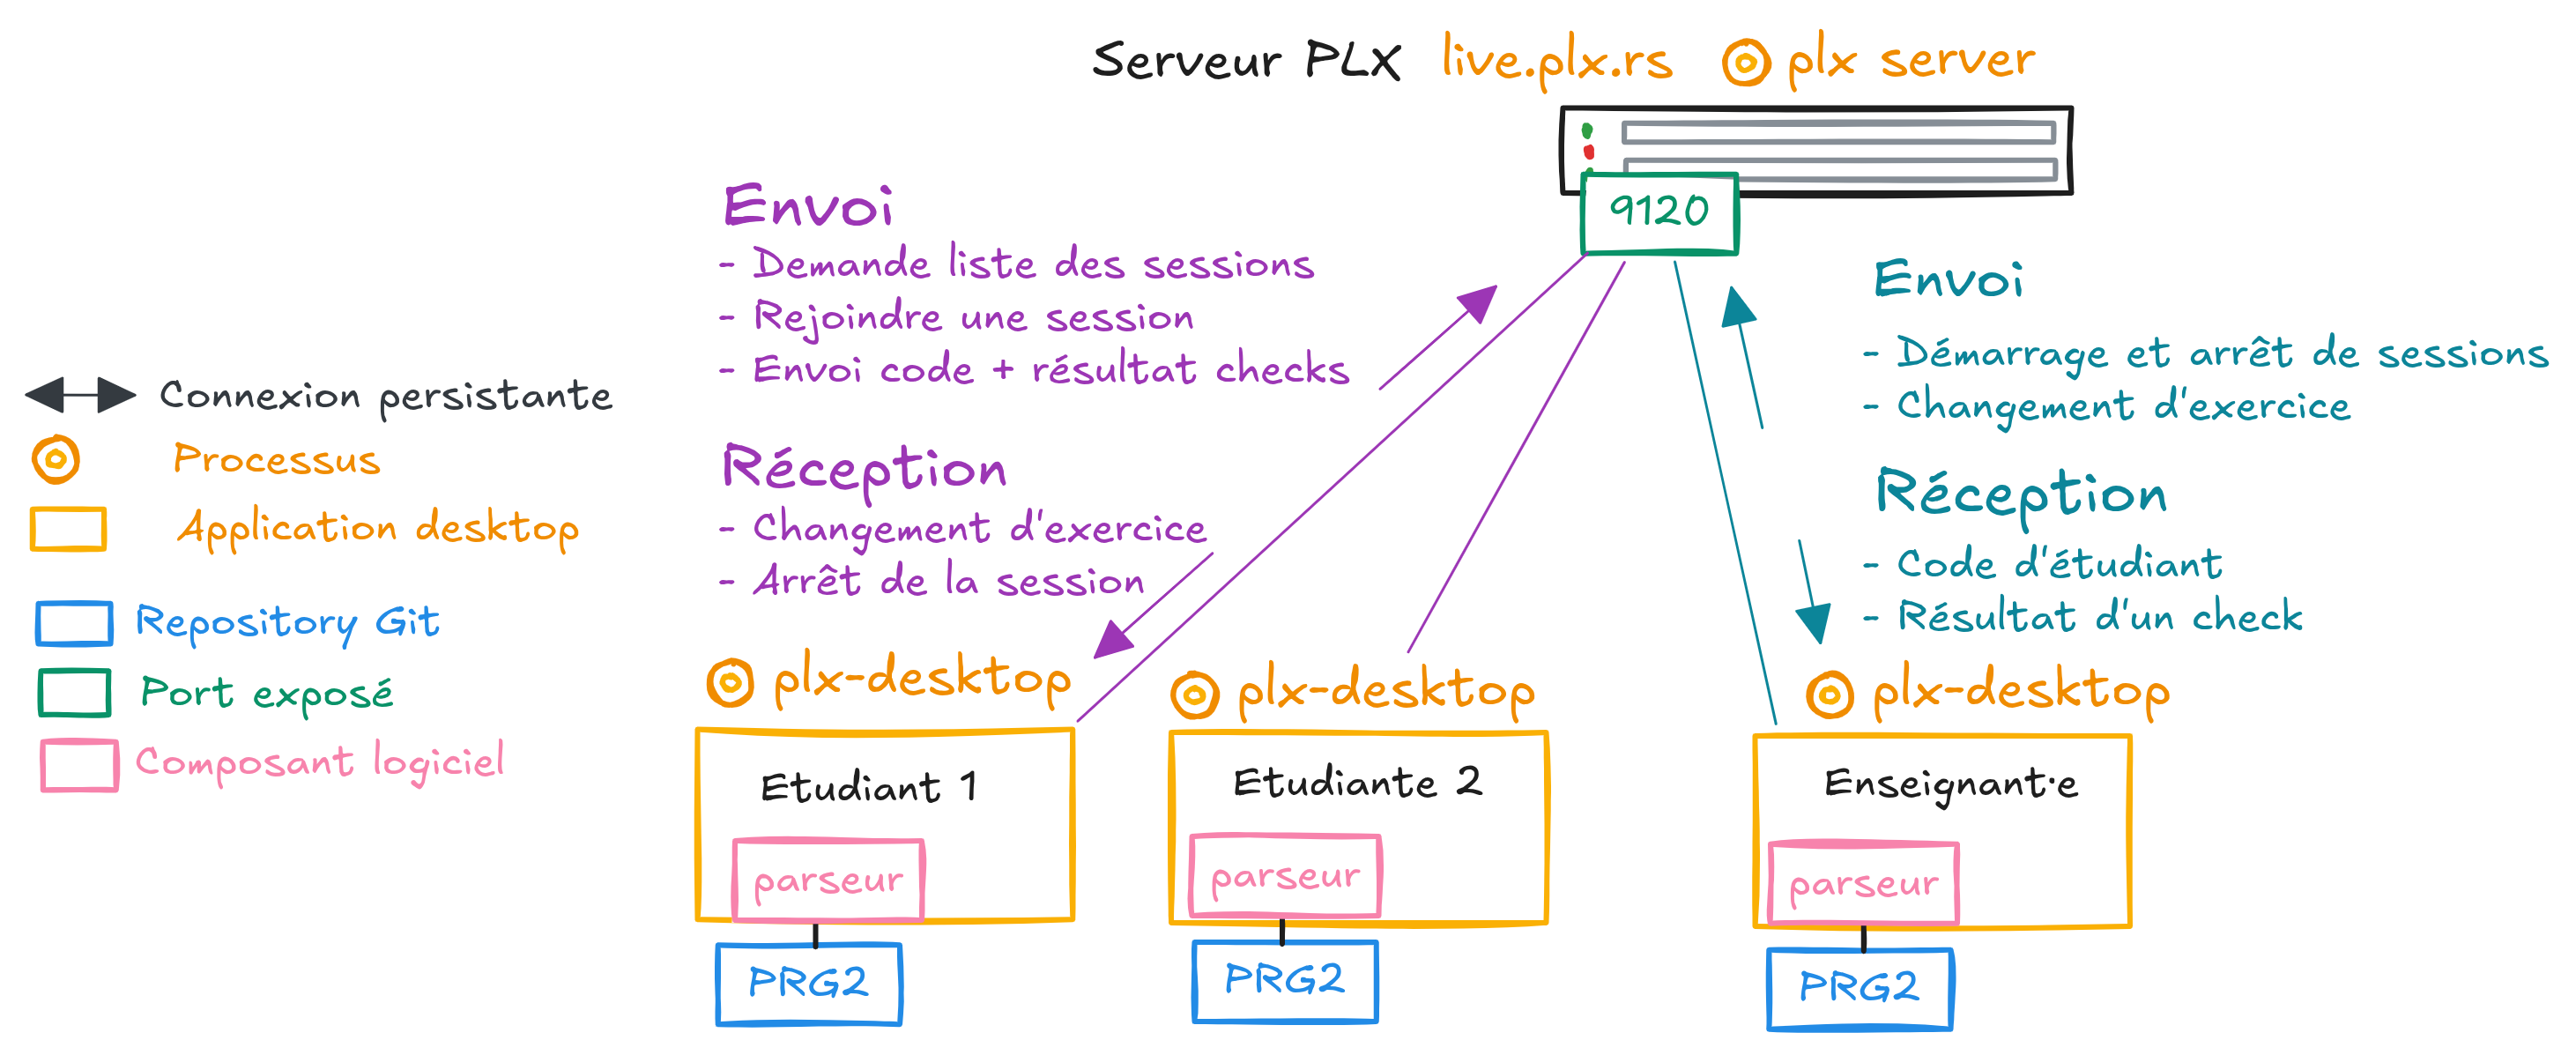 Serveur PLX live.plx.rs plx server
9120
Envoi
- Demande liste des sessions
- Rejoindre une session
- Envoi code + résultat checks
Réception
- Changement d'exercice
- Arrêt de la session
Envoi
- Démarrage et arrêt de sessions
- Changement d'exercice
Réception
- Code d'étudiant
- Résultat d'un check
Connexion persistante
Processus
Application desktop
Repository Git
Port exposé
Composant logiciel
plx-desktop
Etudiant 1
parseur
PRG2
plx-desktop
Etudiante 2
parseur
PRG2
plx-desktop
Enseignant·e
parseur
PRG2